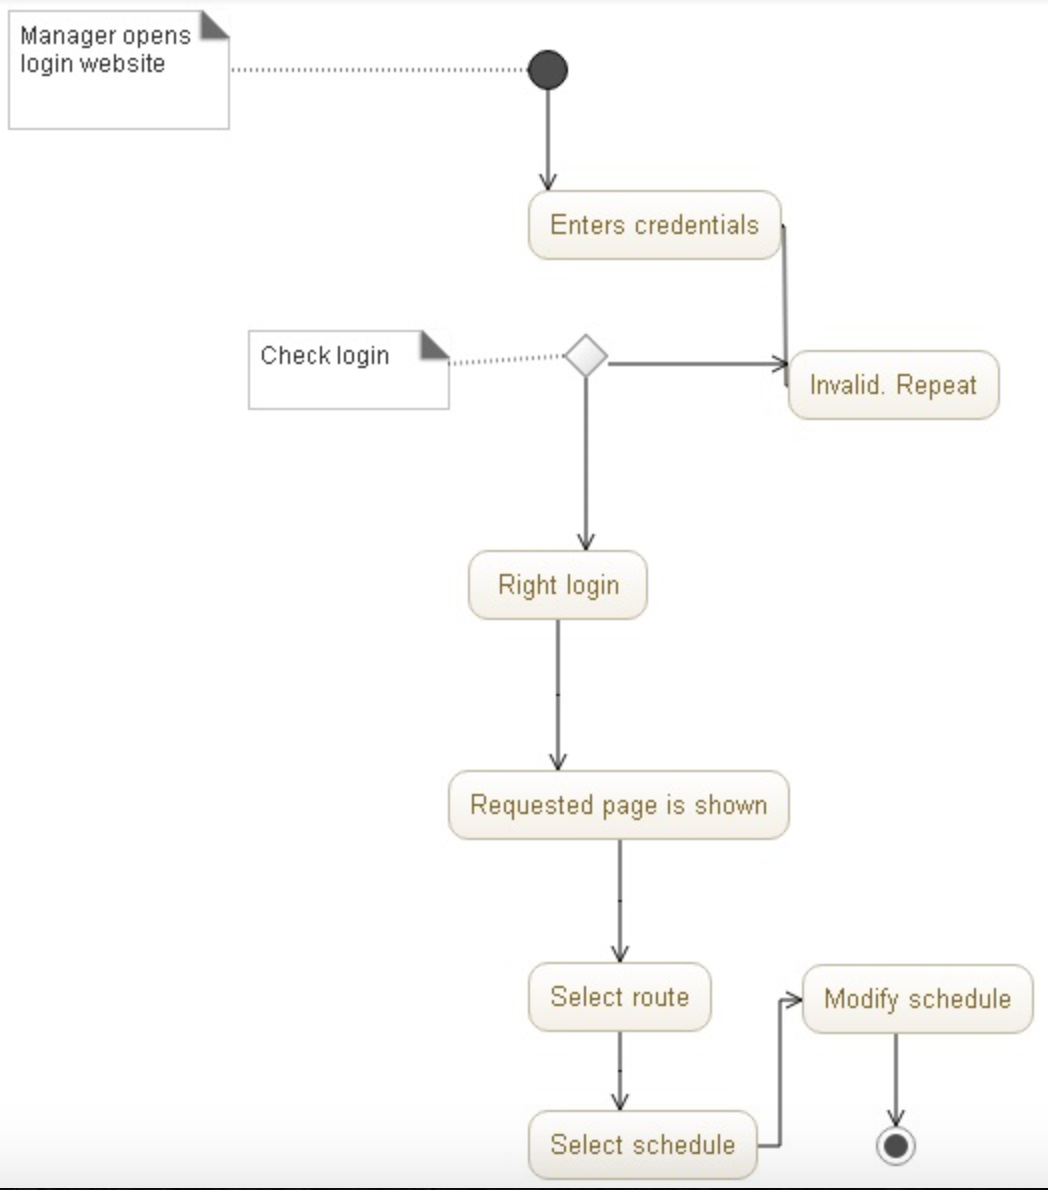 Manager opens
login website
Enters credentials
Check login
Invalid. Repeat
Right login
Requested page is shown
Select route
Modify schedule
Select schedule